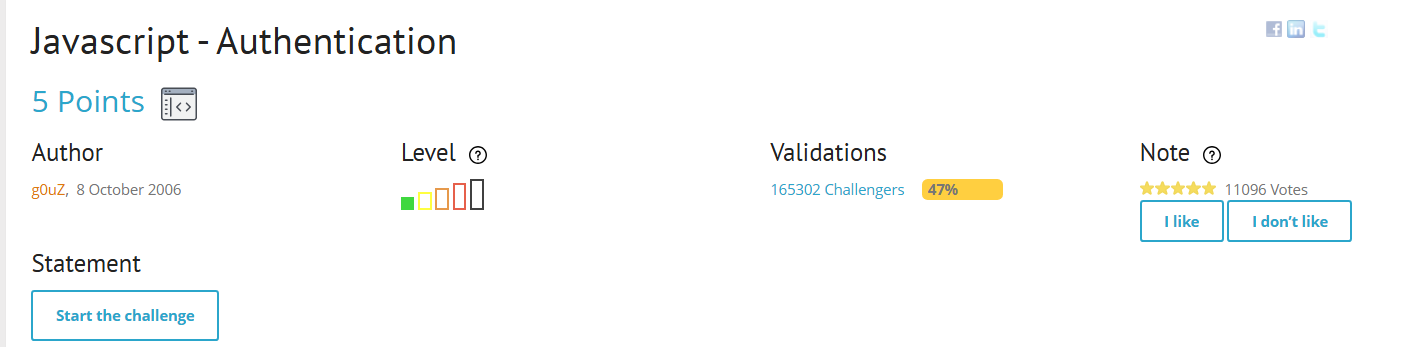 Javascript - Authentication
5 Points
Author
g0uZ, 8 October 2006
Level ?
Validations
165302 Challengers 47%
Note ?
11096 Votes
I like I don’t like
Statement
Start the challenge